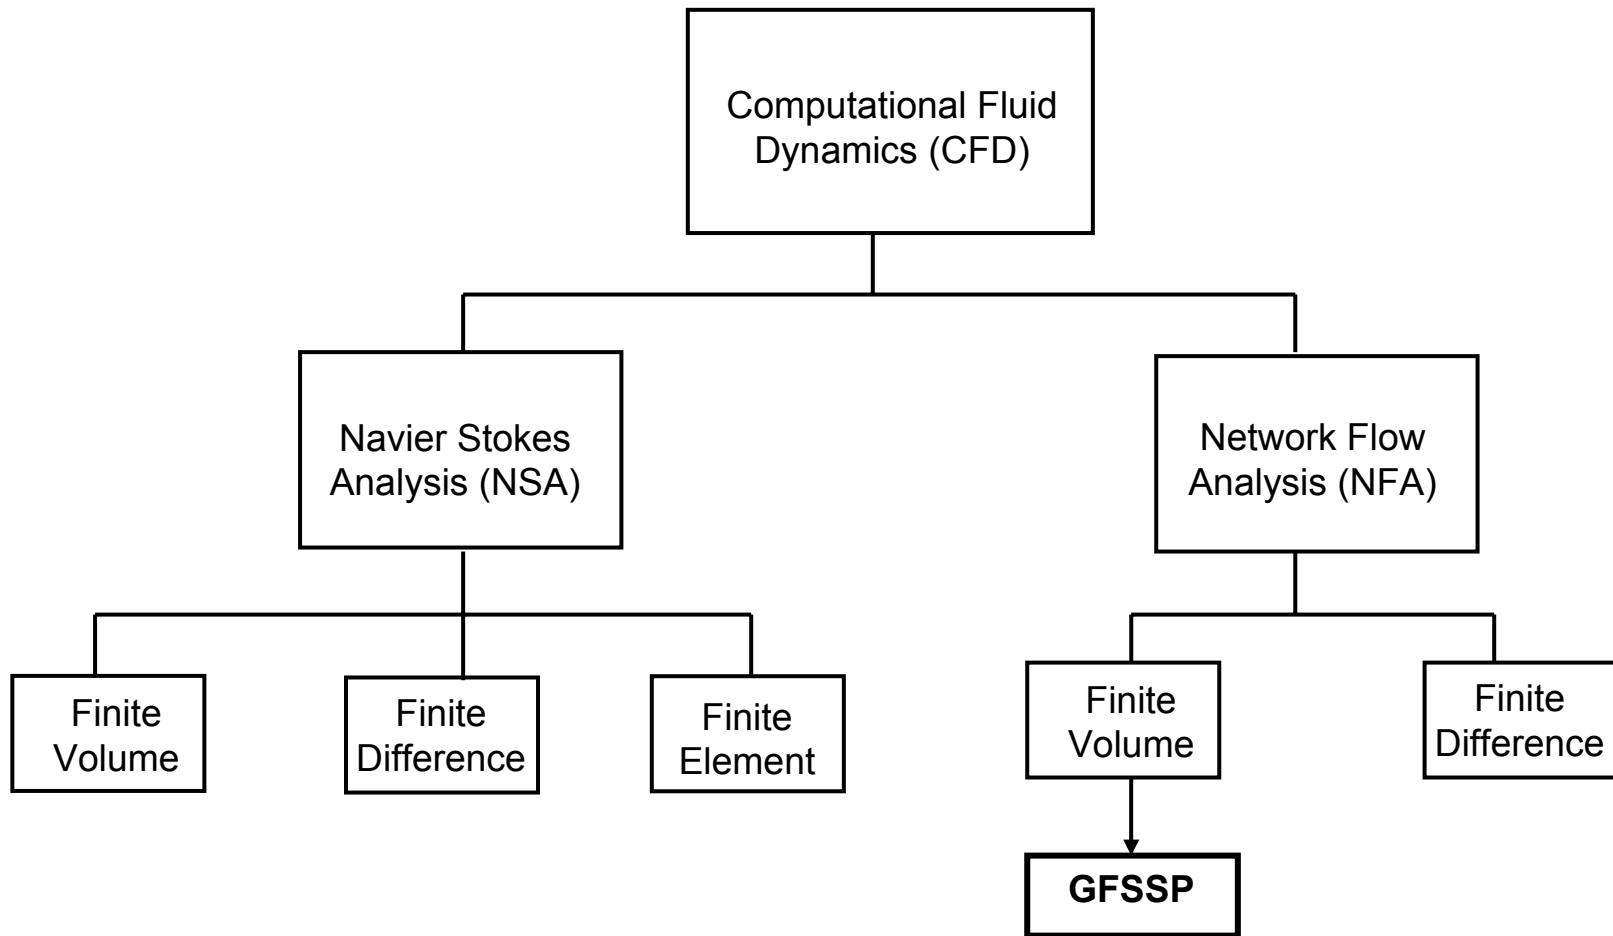 Computational Fluid
Dynamics (CFD)
Navier Stokes
Analysis (NSA)
Network Flow
Analysis (NFA)
Finite
Volume
Finite
Difference
Finite
Element
Finite
Volume
Finite
Difference
GFSSP